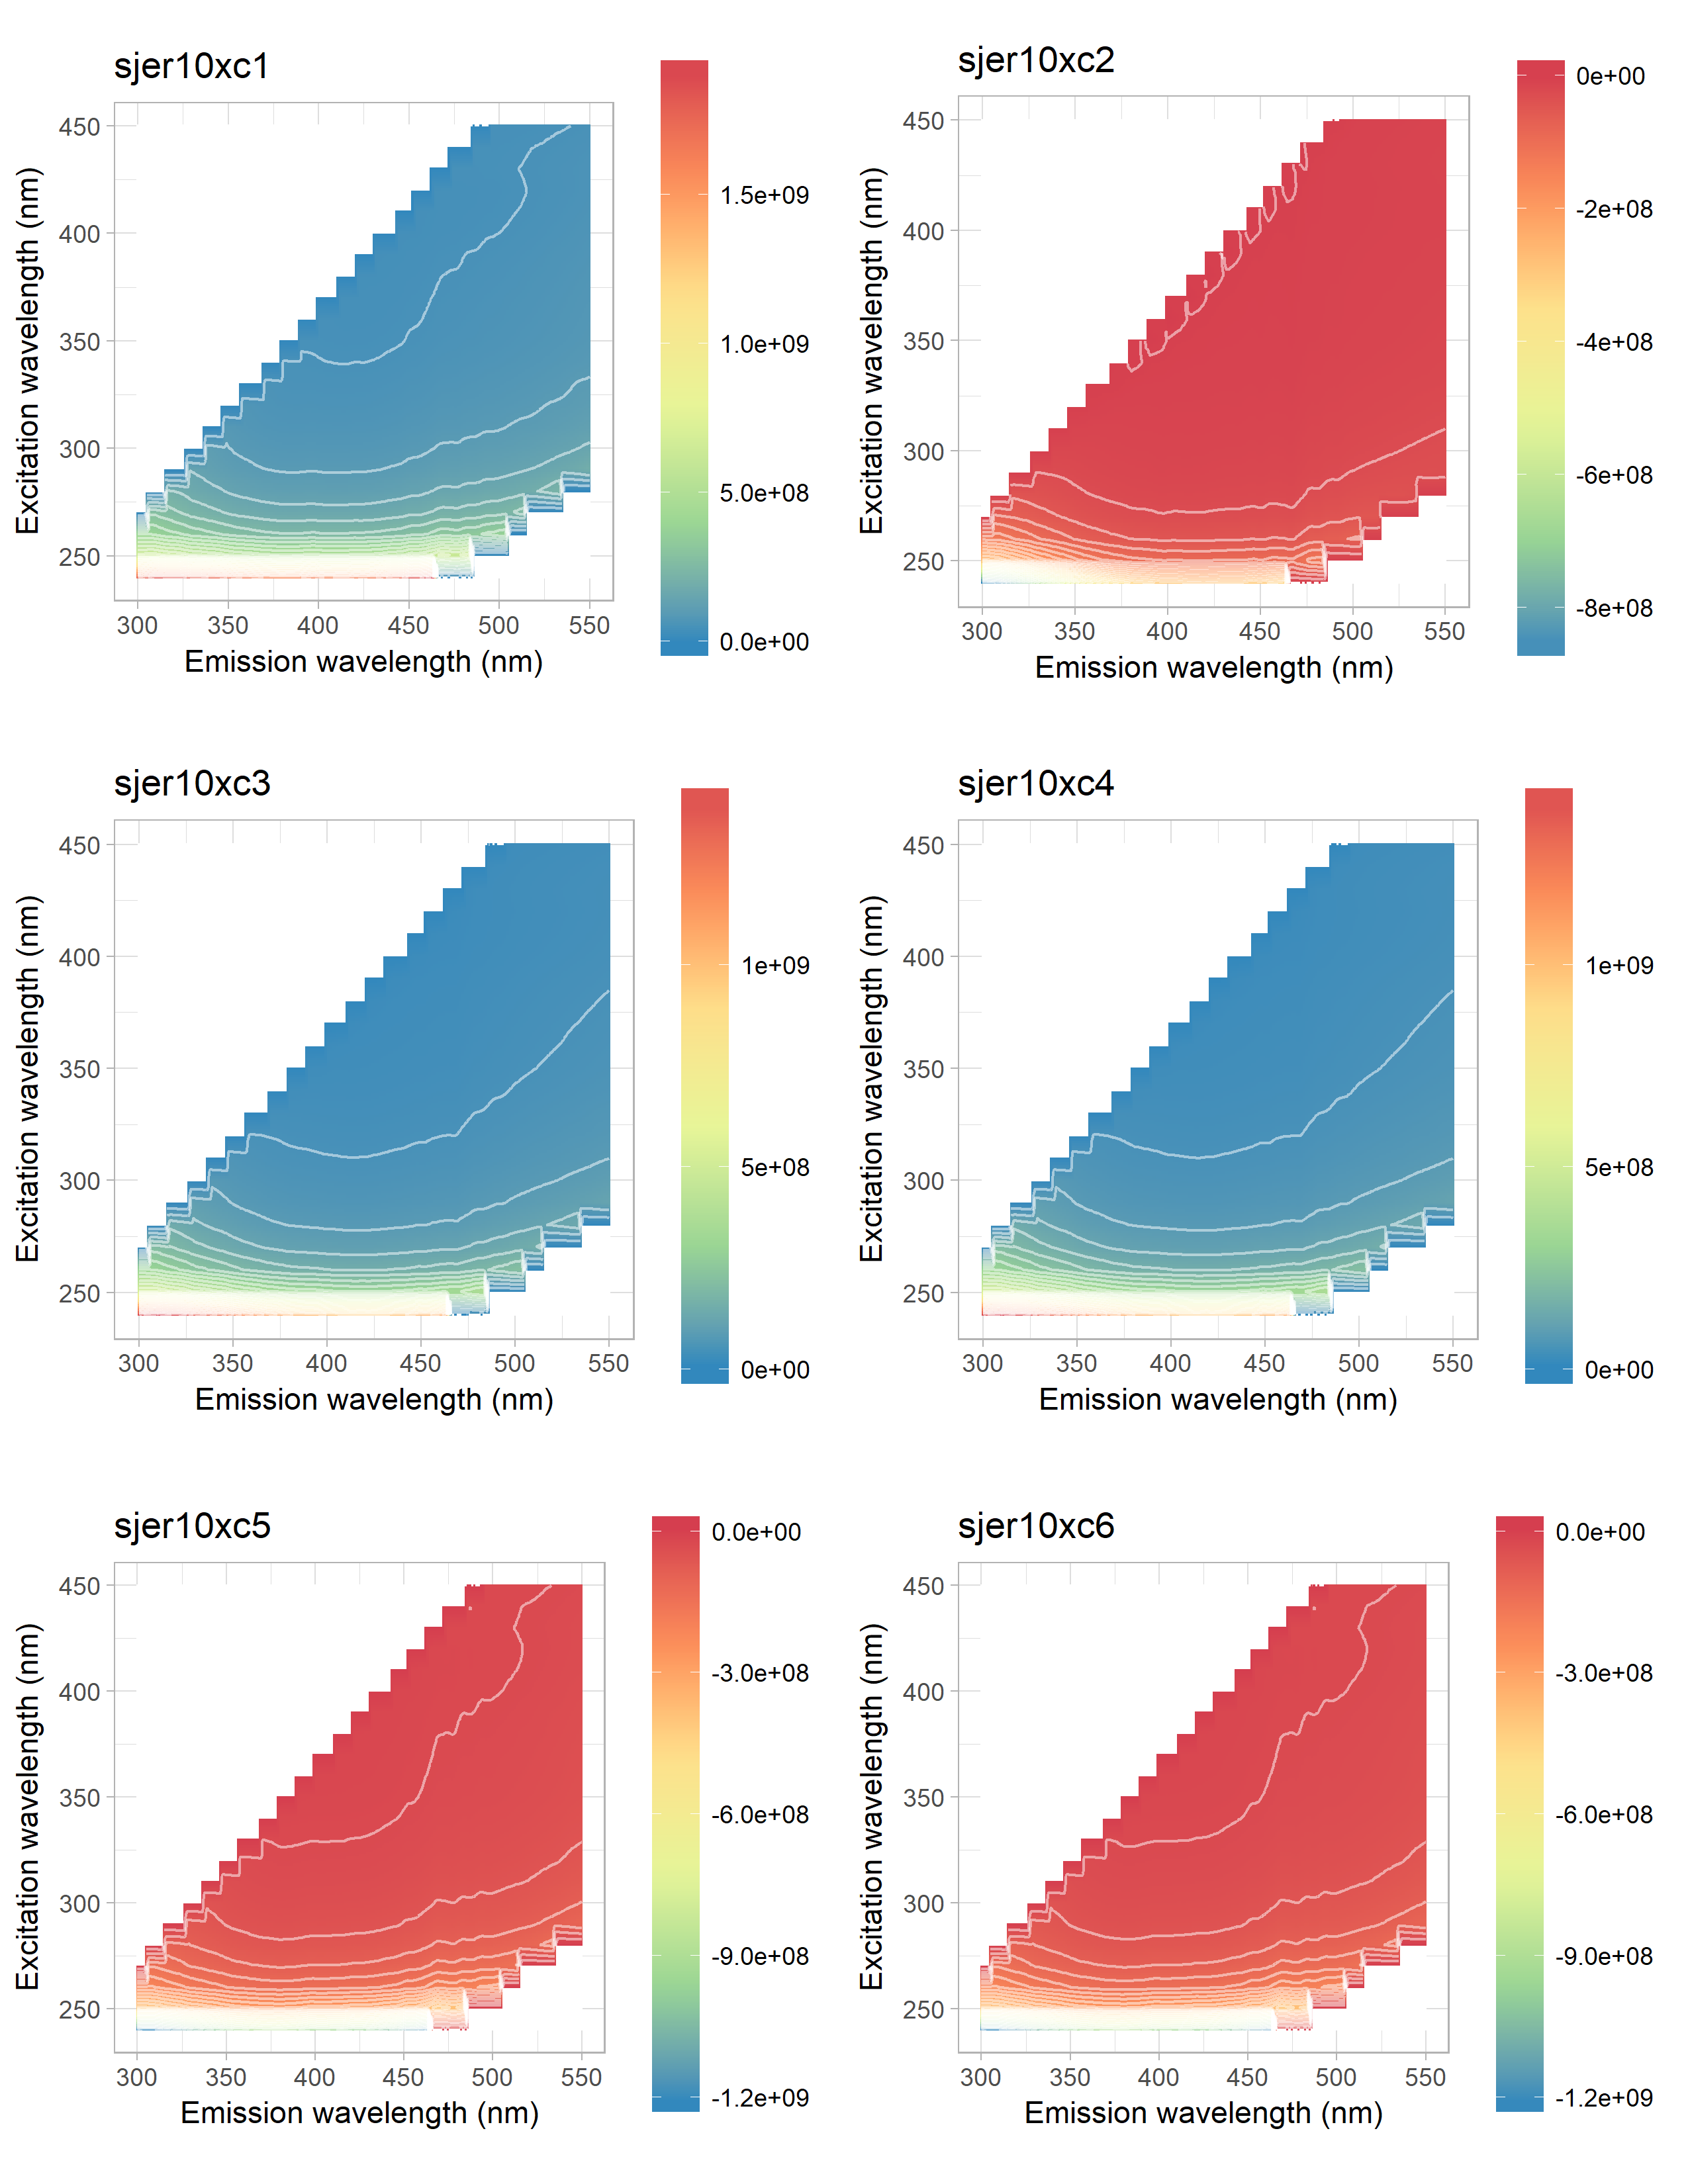 sjer10xc1
Excitation wavelength (nm)
450
400
350
300
250
300 350 400 450 500 550
Emission wavelength (nm)
1.5e+09
1.0e+09
5.0e+08
0.0e+00
sjer10xc2
Excitation wavelength (nm)
450
400
350
300
250
300 350 400 450 500 550
Emission wavelength (nm)
0e+00
-2e+08
-4e+08
-6e+08
-8e+08
sjer10xc3
Excitation wavelength (nm)
450
400
350
300
250
300 350 400 450 500 550
Emission wavelength (nm)
1e+09
5e+08
0e+00
sjer10xc4
Excitation wavelength (nm)
450
400
350
300
250
300 350 400 450 500 550
Emission wavelength (nm)
1e+09
5e+08
0e+00
sjer10xc5
Excitation wavelength (nm)
450
400
350
300
250
300 350 400 450 500 550
Emission wavelength (nm)
0.0e+00
-3.0e+08
-6.0e+08
-9.0e+08
-1.2e+09
sjer10xc6
Excitation wavelength (nm)
450
400
350
300
250
300 350 400 450 500 550
Emission wavelength (nm)
0.0e+00
-3.0e+08
-6.0e+08
-9.0e+08
-1.2e+09